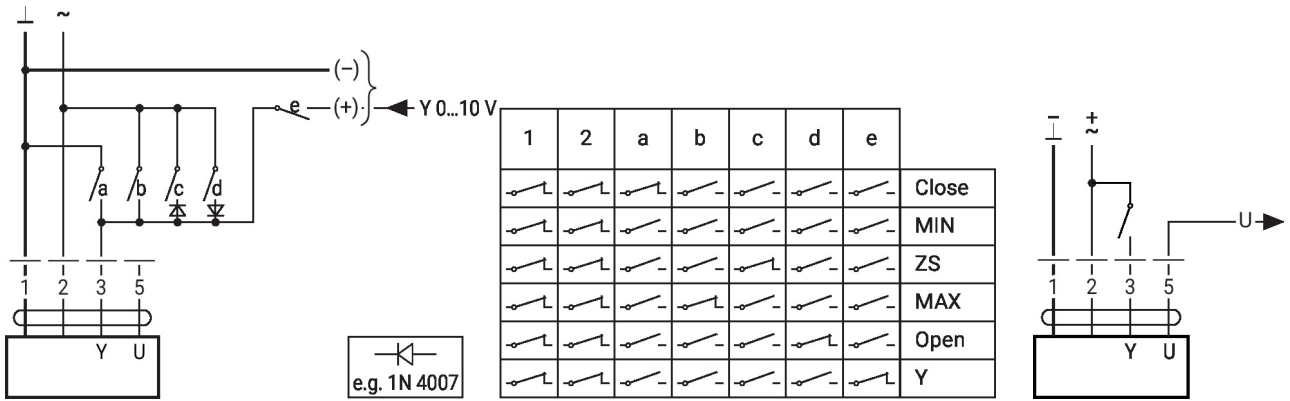 ⊥ ~
(–)
e (+) Y 0...10 V
a b c d
1 2 3 5
Y U
e.g. 1N 4007
1 2 a b c d e
Close
MIN
ZS
MAX
Open
Y
– +
⊥ ~
U
1 2 3 5
Y U